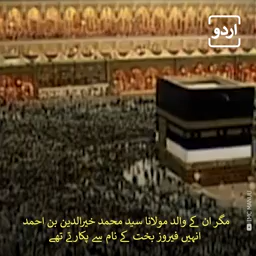 اردو
مگر ان کے والد مولانا سید محمد خیرالدین بن احمد
انہیں فیروز بخت کے نام سے پکارتے تھے